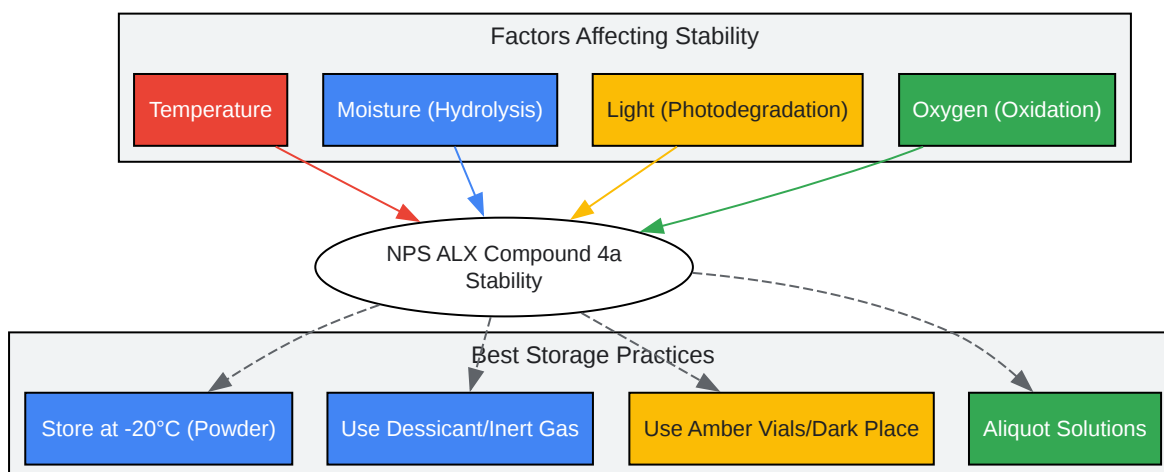 Factors Affecting Stability
Temperature
Moisture (Hydrolysis)
Light (Photodegradation)
Oxygen (Oxidation)
NPS ALX Compound 4a
Stability
Best Storage Practices
Store at -20°C (Powder)
Use Dessicant/Inert Gas
Use Amber Vials/Dark Place
Aliquot Solutions